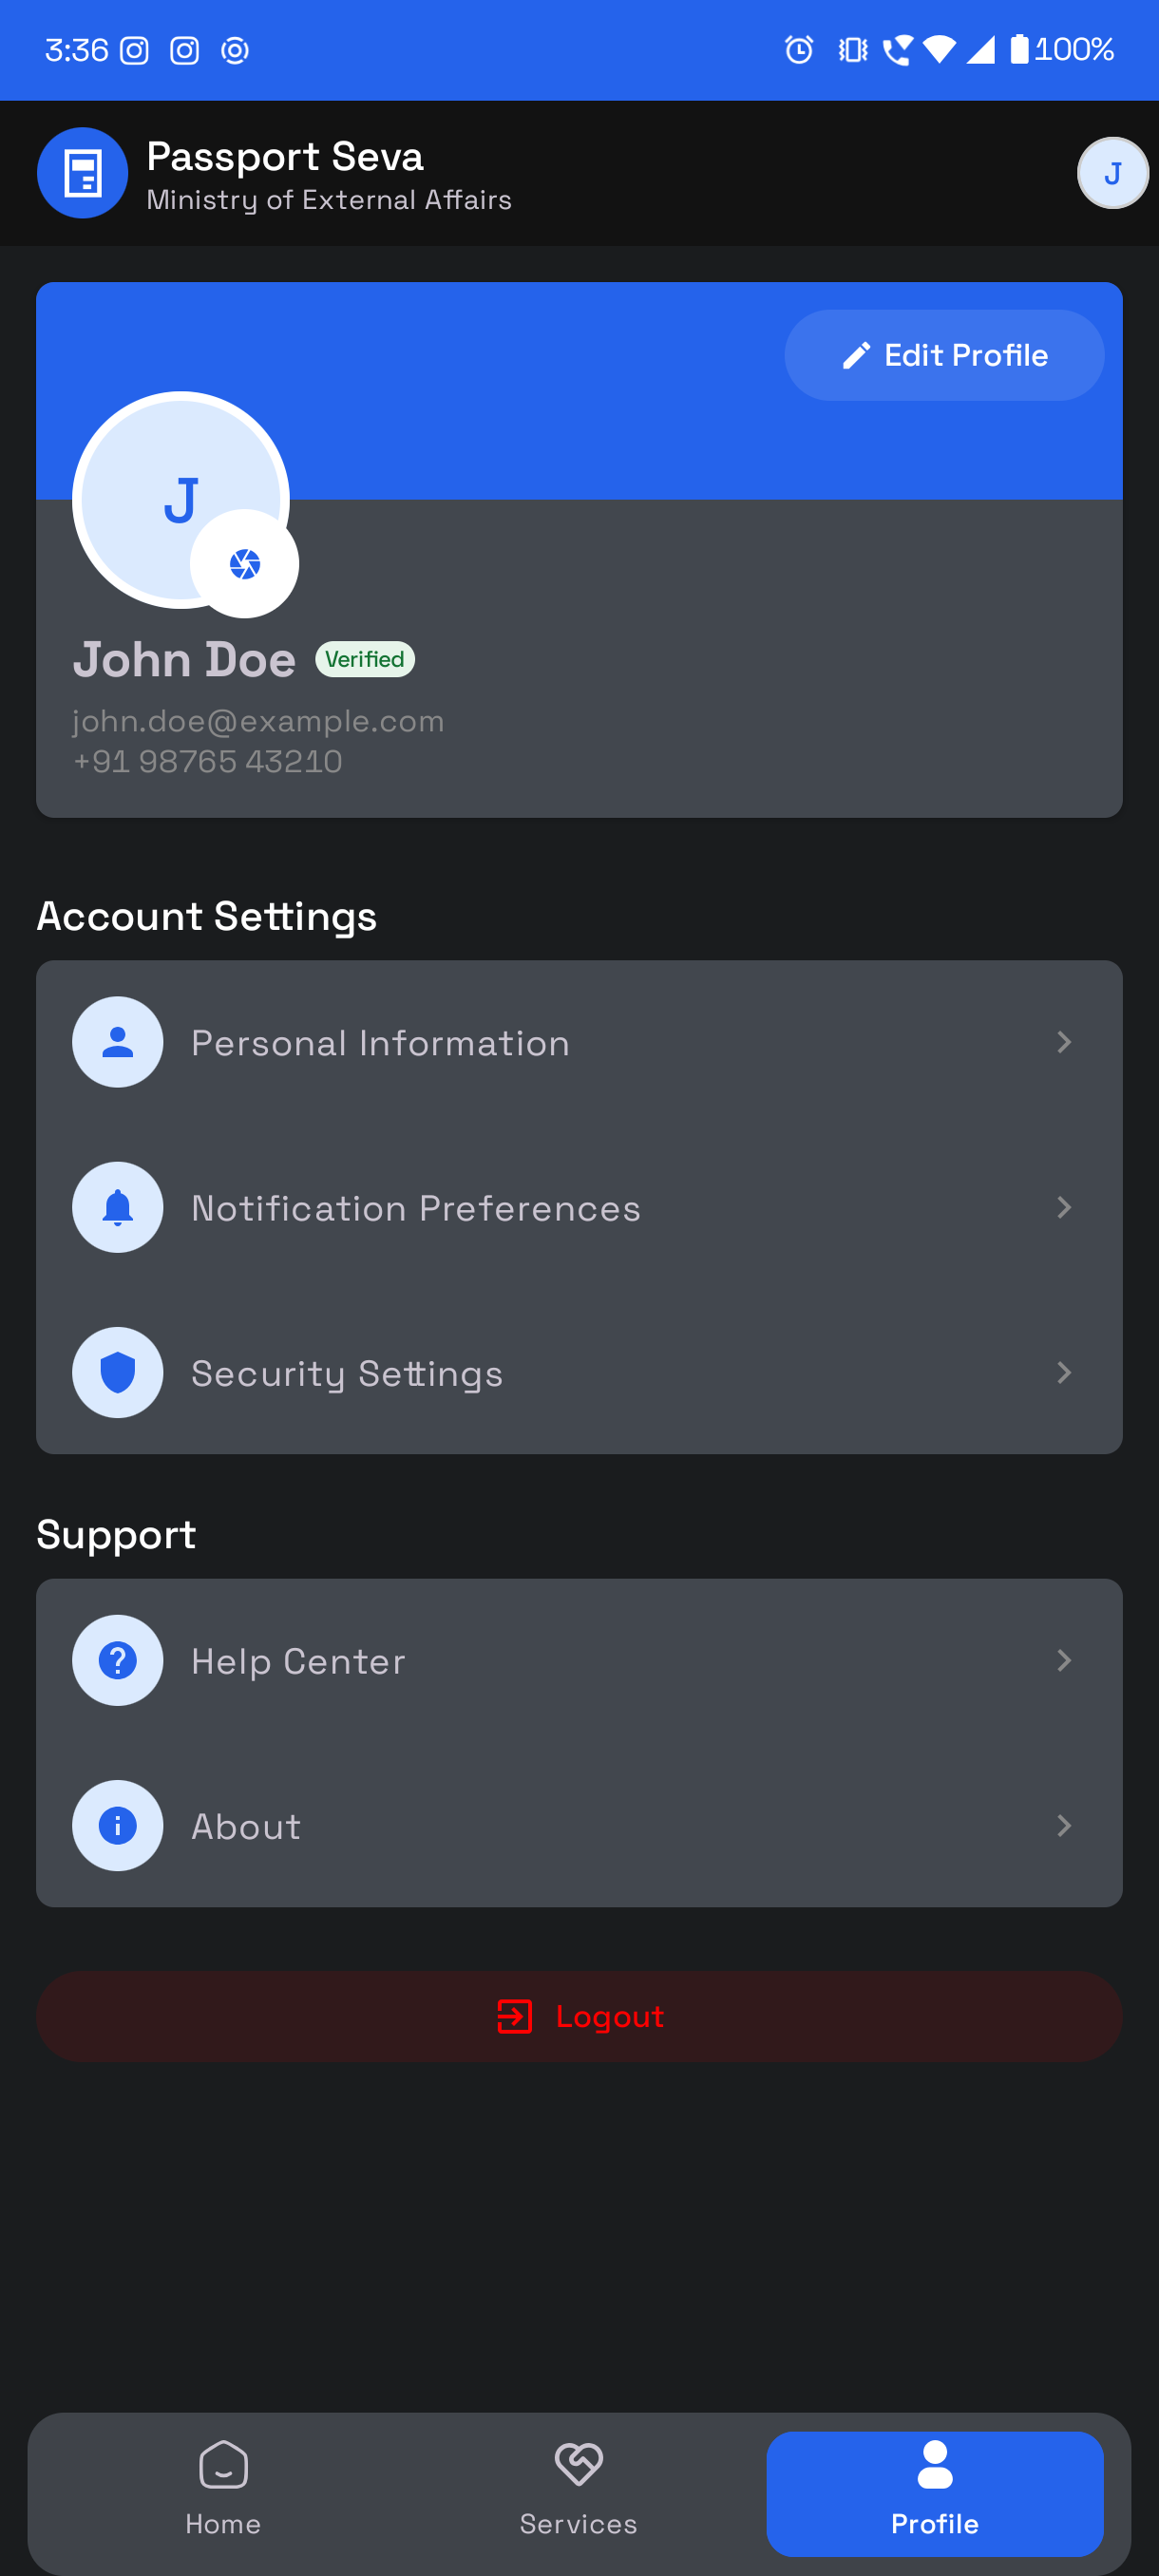 3:36
100%
Passport Seva
Ministry of External Affairs
J
Edit Profile
J
John Doe Verified
john.doe@example.com
+91 98765 43210
Account Settings
Personal Information
Notification Preferences
Security Settings
Support
Help Center
About
Logout
Home
Services
Profile